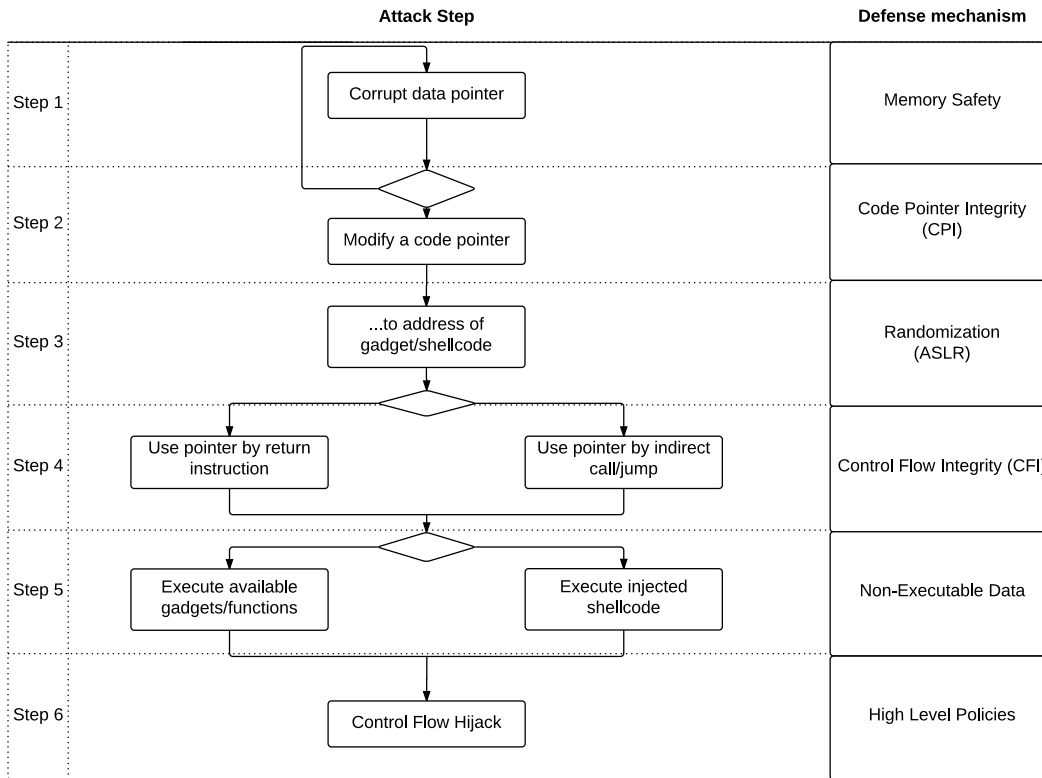 Attack Step
Defense mechanism
Step 1
Corrupt data pointer
Memory Safety
Step 2
Modify a code pointer
Code Pointer Integrity
(CPI)
Step 3
...to address of
gadget/shellcode
Randomization
(ASLR)
Step 4
Use pointer by return
instruction
Use pointer by indirect
call/jump
Control Flow Integrity (CFI)
Step 5
Execute available
gadgets/functions
Execute injected
shellcode
Non-Executable Data
Step 6
Control Flow Hijack
High Level Policies